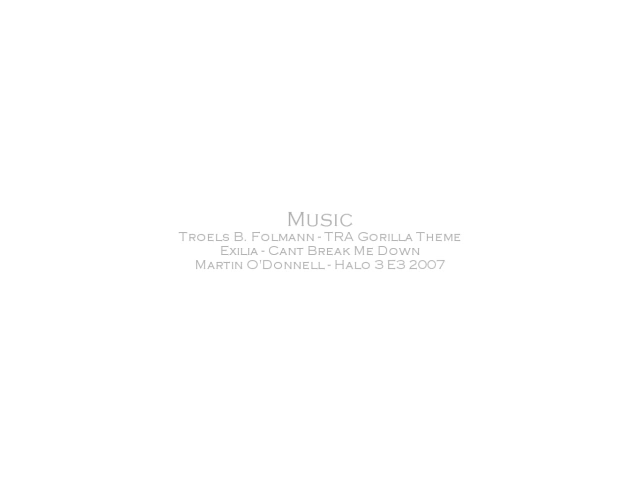 Music
Troels B. Folmann - TRA Gorilla Theme
Exilia - Cant Break Me Down
Martin O'Donnell - Halo 3 E3 2007